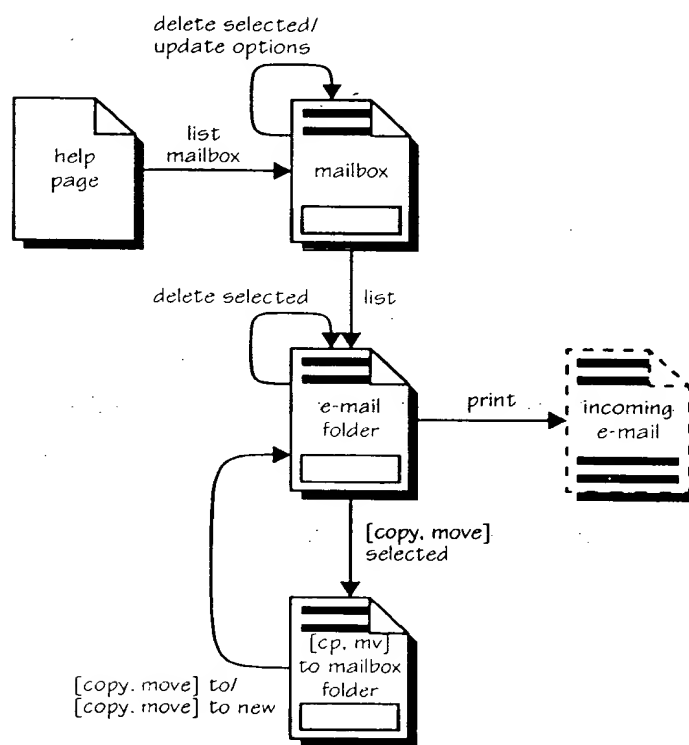 delete selected/
update options
help
page
list
mailbox
mailbox
delete selected
list
e-mail
folder
print
incoming
e-mail
[copy, move]
selected
[cp, mv]
to mailbox
folder
[copy, move] to/
[copy, move] to new